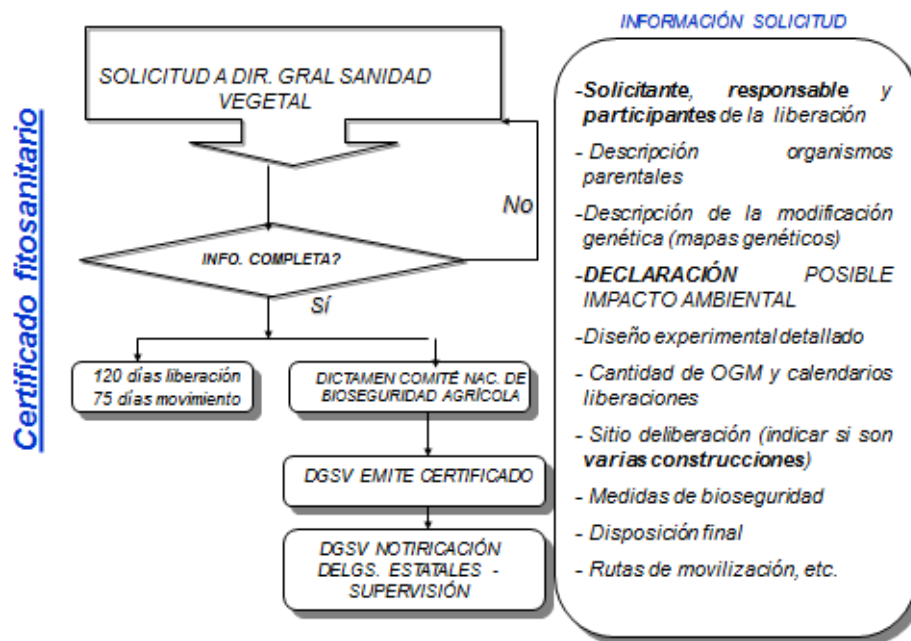 Certificado fitosanitario
SOLICITUD A DIR. GRAL SANIDAD
VEGETAL
No
INFO. COMPLETA?
Sí
120 días liberación
75 días movimiento
DICTAMEN COMITÉ NAC. DE
BIOSEGURIDAD AGRÍCOLA
DGSV EMITE CERTIFICADO
DGSV NOTIRICACIÓN
DELGS. ESTATALES -
SUPERVISIÓN
INFORMACIÓN SOLICITUD
-Solicitante, responsable y
participantes de la liberación
- Descripción organismos
parentales
-Descripción de la modificación
genética (mapas genéticos)
-DECLARACIÓN POSIBLE
IMPACTO AMBIENTAL
-Diseño experimental detallado
- Cantidad de OGM y calendarios
liberaciones
- Sitio deliberación (indicar si son
varias construcciones)
- Medidas de bioseguridad
- Disposición final
- Rutas de movilización, etc.